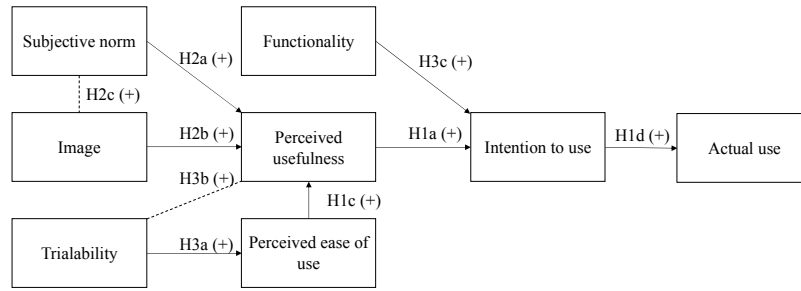 Subjective norm
Functionality
H2a (+)
H3c (+)
H2c (+)
Image
H2b (+)
Perceived
usefulness
H1a (+)
Intention to use
H1d (+)
Actual use
H3b (+)
H1c (+)
Trialability
H3a (+)
Perceived ease of
use